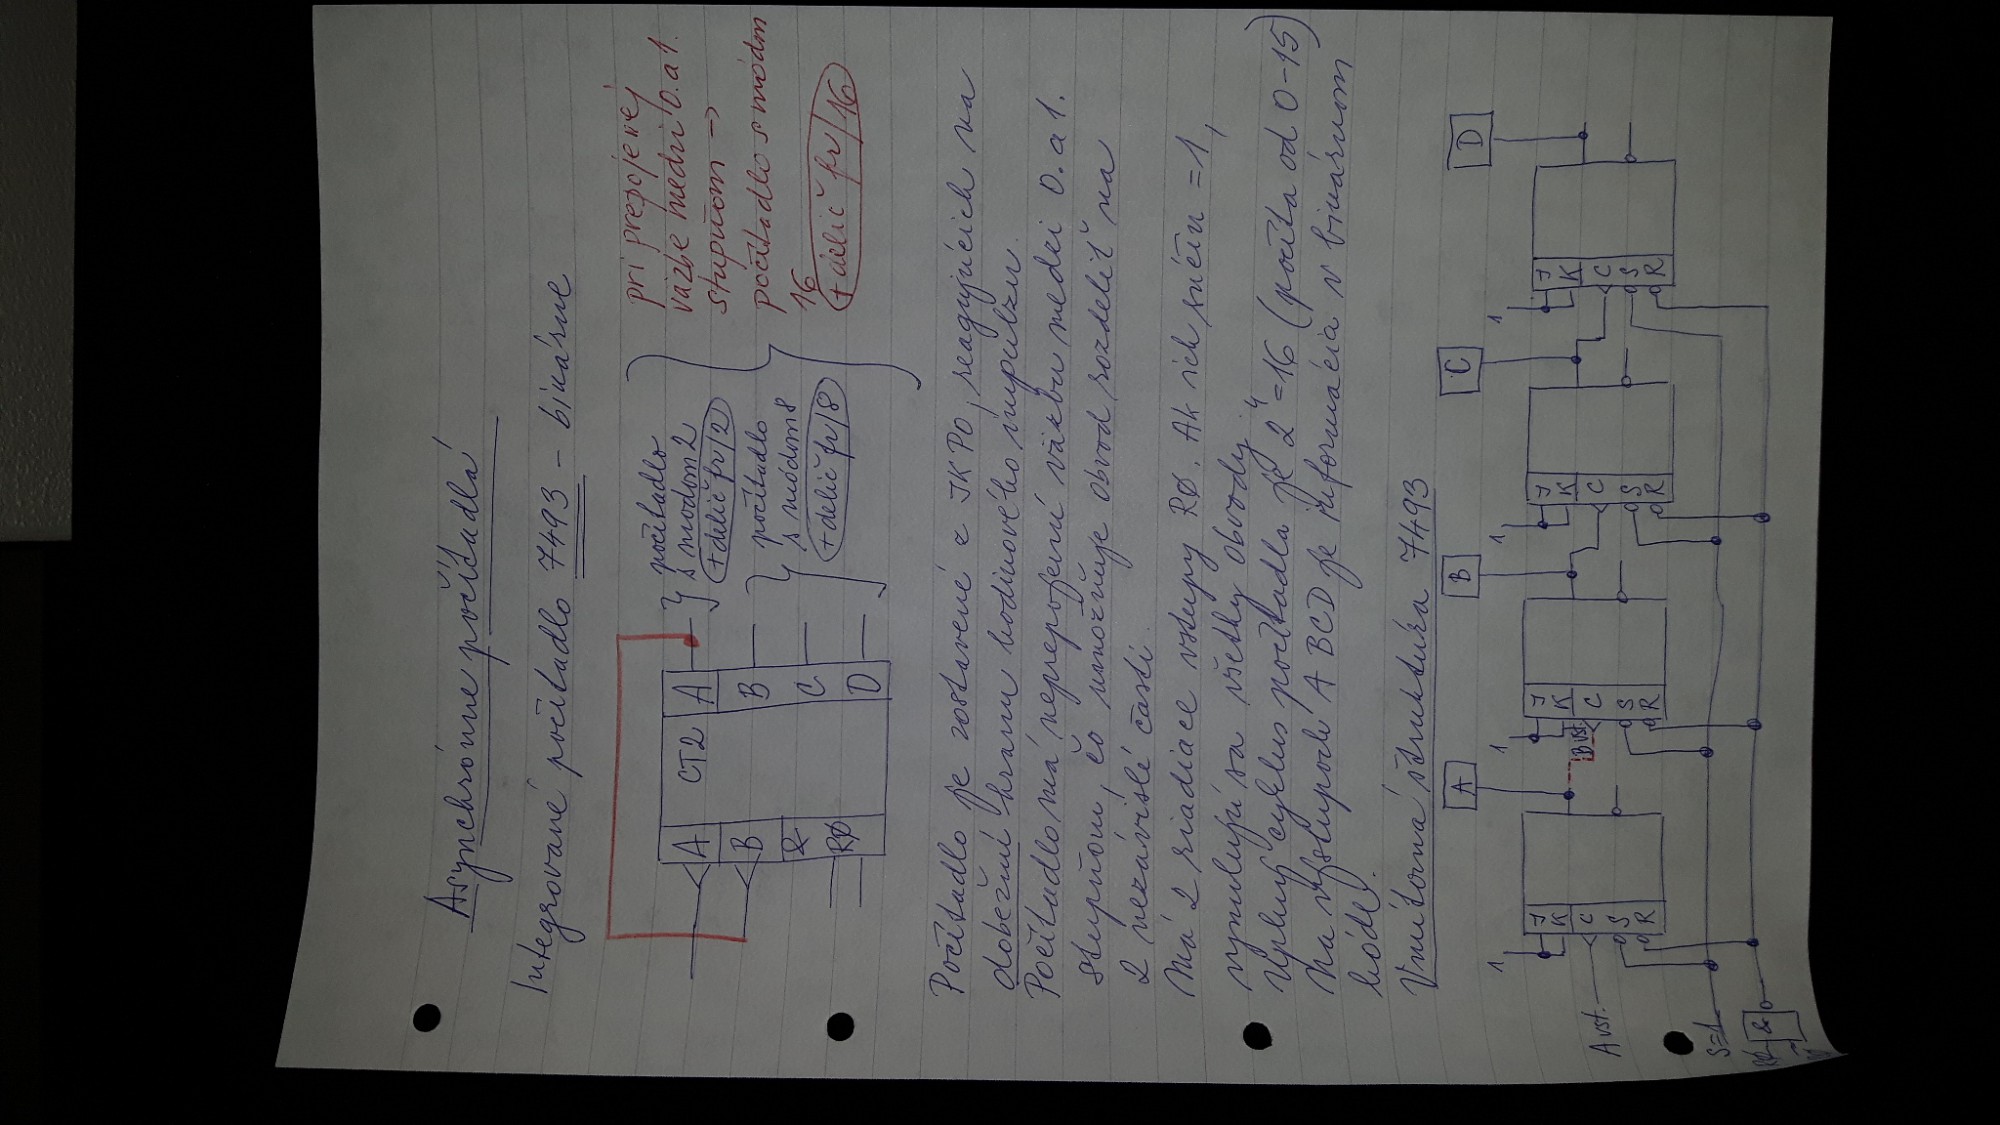 Asynchrónne počítadlá
Integrované počítadlo 7493 - binárne
A CT2 A
B B
& C
RØ D
počítadlo
s modom 2
+ delič fr/2
počítadlo
s módom 8
+ delič fr/8
pri prepojenej
väzbe medzi 0. a 1.
stupňom →
počítadlo s módm
16
+ delič fr/16
Počítadlo je zostavené z JK PO, reagujúcich na
dobežnú hranu hodinového impulzu.
Počítadlo má neprepojenú väzbu medzi 0. a 1.
stupňom, čo umožňuje obvod rozdeliť na
2 nezávislé časti.
Má 2 riadiace vstupy RØ. Ak ich súčin = 1,
vynulujú sa všetky obvody.
Úplný cyklus počítadla je 2⁴ = 16 (počíta od 0-15)
Na výstupoch A BCD je informácia v binárnom
kóde.
Vnútorná štruktúra 7493
A B C D
1 1 1 1
J J J J
K K K K
A vst. C B vst. C C C
S S S S
R R R R
S=1
RØ &